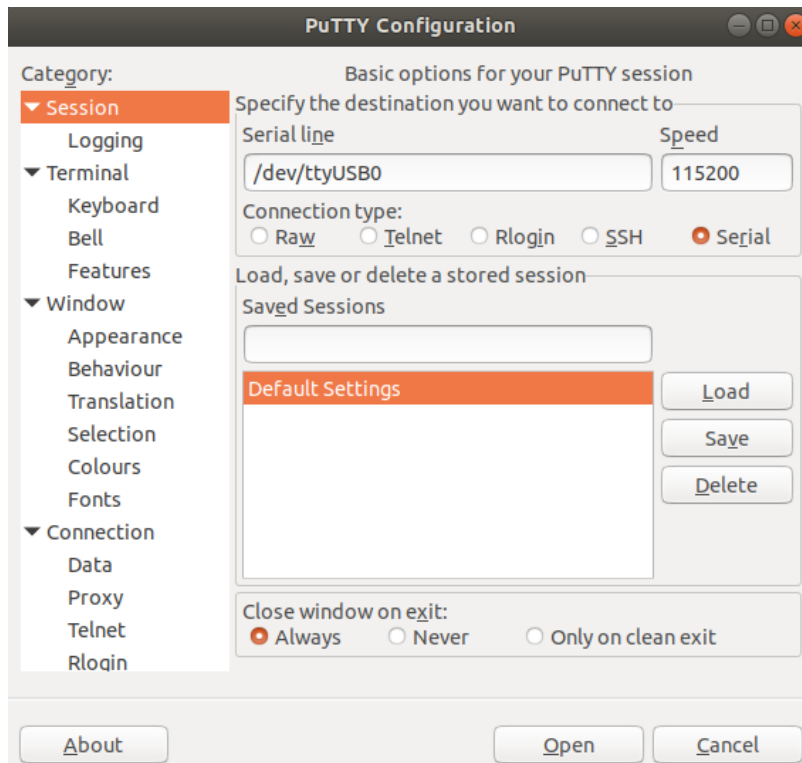 PuTTY Configuration
Category:
Session
Logging
Terminal
Keyboard
Bell
Features
Window
Appearance
Behaviour
Translation
Selection
Colours
Fonts
Connection
Data
Proxy
Telnet
Rlogin
Basic options for your PuTTY session
Specify the destination you want to connect to
Serial line Speed
/dev/ttyUSB0 115200
Connection type:
Raw Telnet Rlogin SSH Serial
Load, save or delete a stored session
Saved Sessions
Default Settings
Load
Save
Delete
Close window on exit:
Always Never Only on clean exit
About Open Cancel